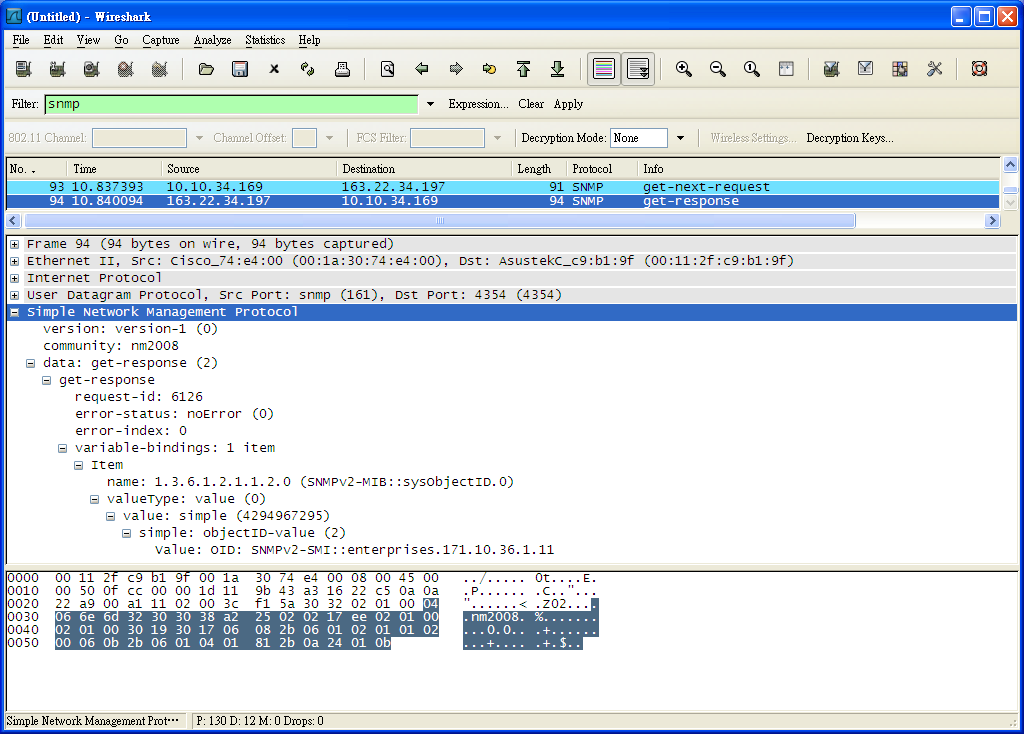 (Untitled) - Wireshark
File Edit View Go Capture Analyze Statistics Help
Filter: snmp Expression... Clear Apply
802.11 Channel: Channel Offset: FCS Filter: Decryption Mode: None Wireless Settings... Decryption Keys...
No. . Time Source Destination Length Protocol Info
93 10.837393 10.10.34.169 163.22.34.197 91 SNMP get-next-request
94 10.840094 163.22.34.197 10.10.34.169 94 SNMP get-response
Frame 94 (94 bytes on wire, 94 bytes captured)
Ethernet II, Src: Cisco_74:e4:00 (00:1a:30:74:e4:00), Dst: AsustekC_c9:b1:9f (00:11:2f:c9:b1:9f)
Internet Protocol
User Datagram Protocol, Src Port: snmp (161), Dst Port: 4354 (4354)
Simple Network Management Protocol
version: version-1 (0)
community: nm2008
data: get-response (2)
get-response
request-id: 6126
error-status: noError (0)
error-index: 0
variable-bindings: 1 item
Item
name: 1.3.6.1.2.1.1.2.0 (SNMPv2-MIB::sysObjectID.0)
valueType: value (0)
value: simple (4294967295)
simple: objectID-value (2)
Value: OID: SNMPv2-SMI::enterprises.171.10.36.1.11
0000 00 11 2f c9 b1 9f 00 1a 30 74 e4 00 08 00 45 00 ../..... 0t....E.
0010 00 50 0f cc 00 00 1d 11 9b 43 a3 16 22 c5 0a 0a .P...... .C.."...
0020 22 a9 00 a1 11 02 00 3c f1 5a 30 32 02 01 00 04 "......< .Z02....
0030 06 6e 6d 32 30 30 38 a2 25 02 02 17 ee 02 01 00 .nm2008. %.......
0040 02 01 00 30 19 30 17 06 08 2b 06 01 02 01 01 02 ...0.0.. .+......
0050 00 06 0b 2b 06 01 04 01 81 2b 0a 24 01 0b ...+.... .+.$..
Simple Network Management Prot··· P: 130 D: 12 M: 0 Drops: 0